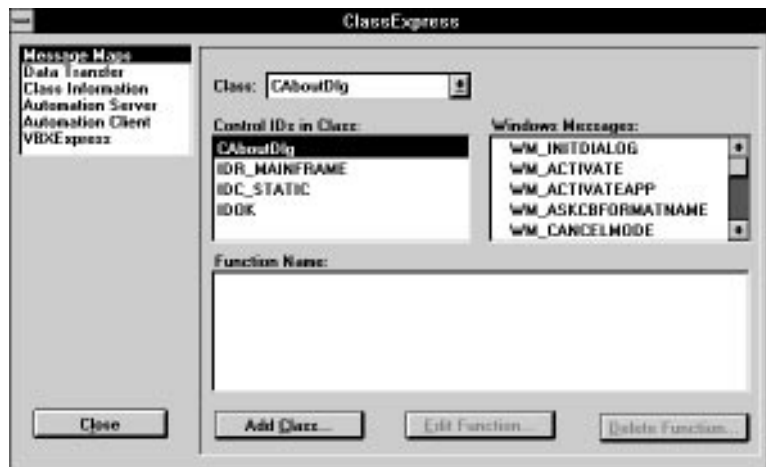 ClassExpress
Message Maps
Data Transfer
Class Information
Automation Server
Automation Client
VBXExpress
Class: CAboutDlg
Control IDs in Class:
CAboutDlg
IDR_MAINFRAME
IDC_STATIC
IDOK
Windows Messages:
WM_INITDIALOG
WM_ACTIVATE
WM_ACTIVATEAPP
WM_ASKCBFORMATNAME
WM_CANCELMODE
Function Name:
Close
Add Class...
Edit Function...
Delete Function...